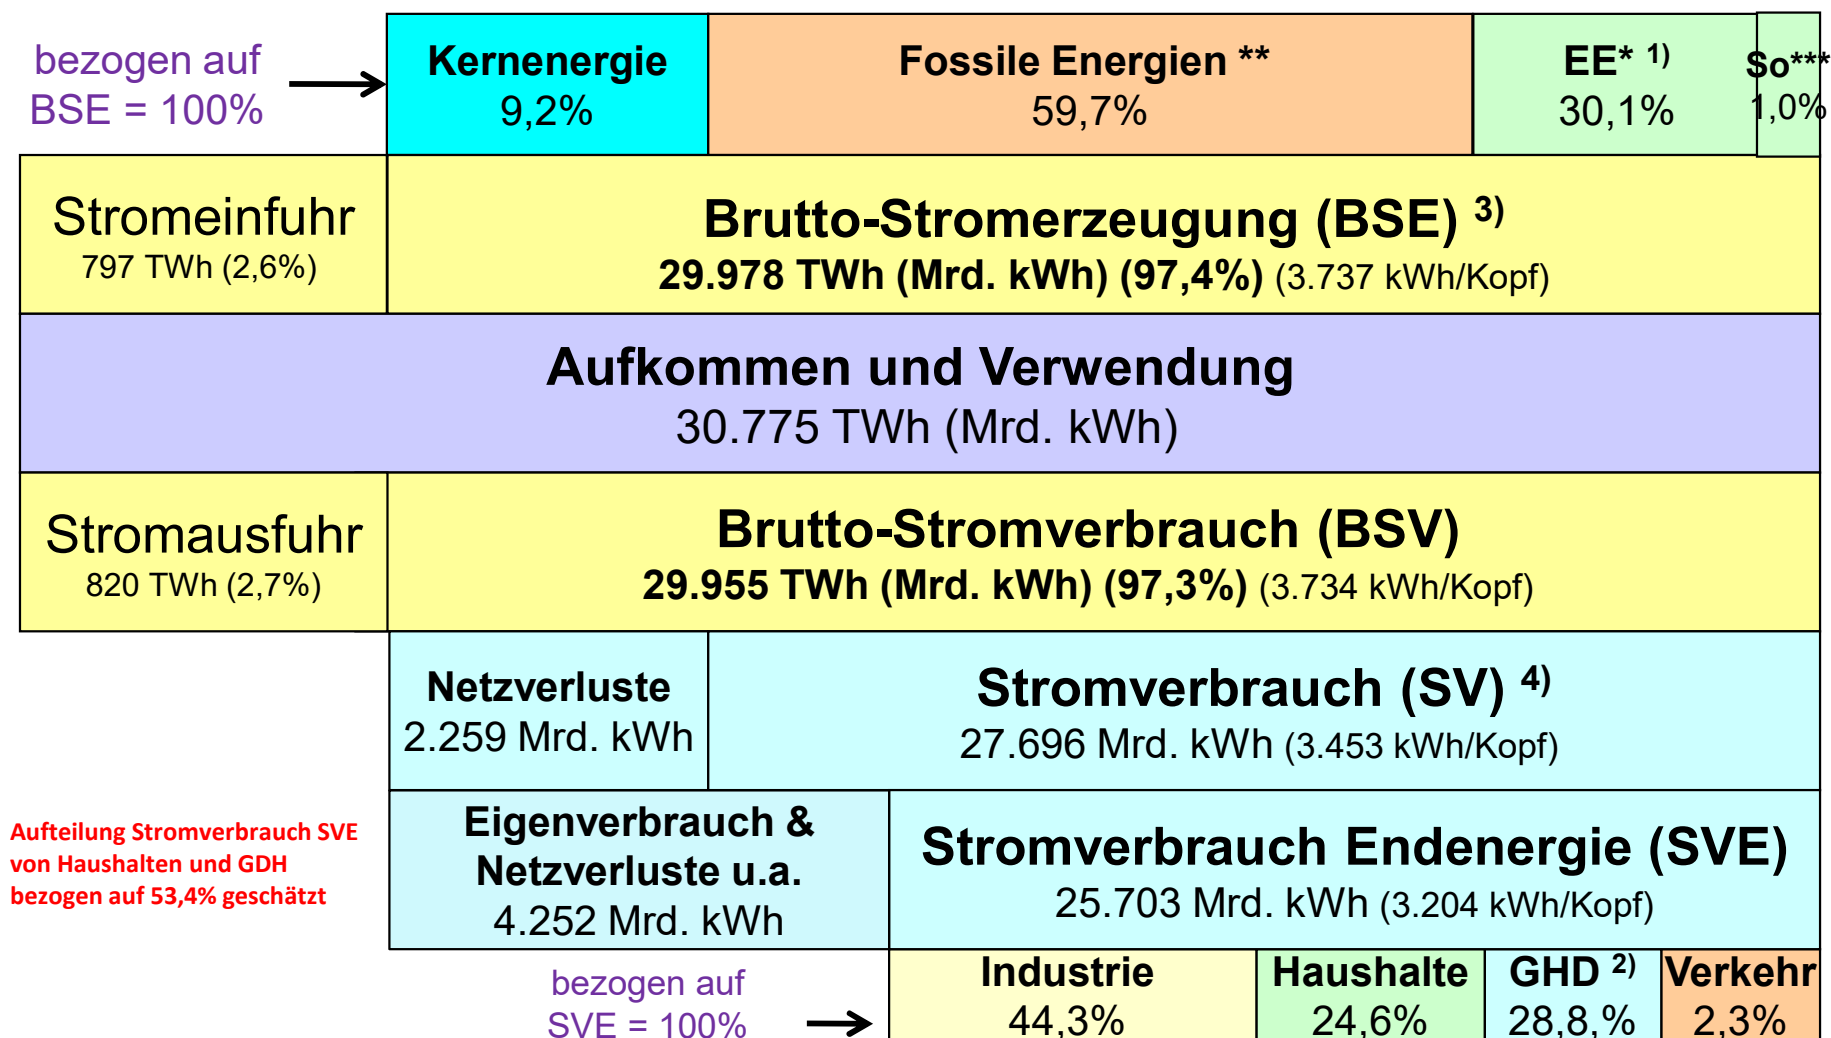 bezogen auf
BSE = 100%
Kernenergie
9,2%
Fossile Energien **
59,7%
EE* 1)
30,1%
So***
1,0%
Stromeinfuhr
797 TWh (2,6%)
Brutto-Stromerzeugung (BSE) 3)
29.978 TWh (Mrd. kWh) (97,4%) (3.737 kWh/Kopf)
Aufkommen und Verwendung
30.775 TWh (Mrd. kWh)
Stromausfuhr
820 TWh (2,7%)
Brutto-Stromverbrauch (BSV)
29.955 TWh (Mrd. kWh) (97,3%) (3.734 kWh/Kopf)
Netzverluste
2.259 Mrd. kWh
Stromverbrauch (SV) 4)
27.696 Mrd. kWh (3.453 kWh/Kopf)
Aufteilung Stromverbrauch SVE
von Haushalten und GDH
bezogen auf 53,4% geschätzt
Eigenverbrauch &
Netzverluste u.a.
4.252 Mrd. kWh
Stromverbrauch Endenergie (SVE)
25.703 Mrd. kWh (3.204 kWh/Kopf)
bezogen auf
SVE = 100%
Industrie
44,3%
Haushalte
24,6%
GHD 2)
28,8,%
Verkehr
2,3%